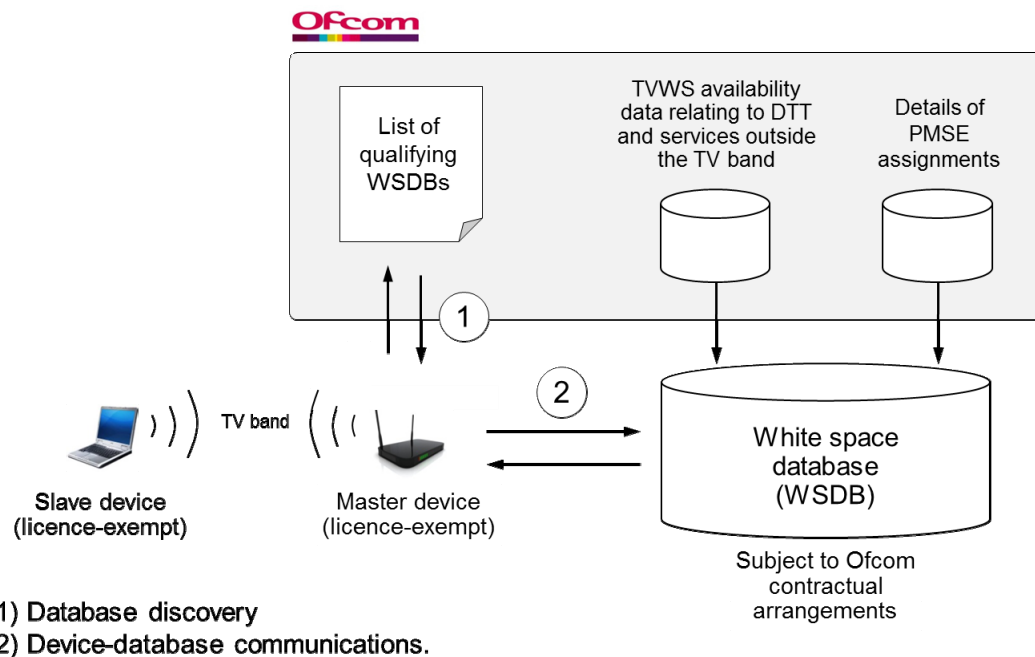 Ofcom
List of
qualifying
WSDBs
TVWS availability
data relating to DTT
and services outside
the TV band
Details of
PMSE
assignments
1
2
TV band
White space
database
(WSDB)
Slave device
(licence-exempt)
Master device
(licence-exempt)
Subject to Ofcom
contractual
arrangements
1) Database discovery
2) Device-database communications.